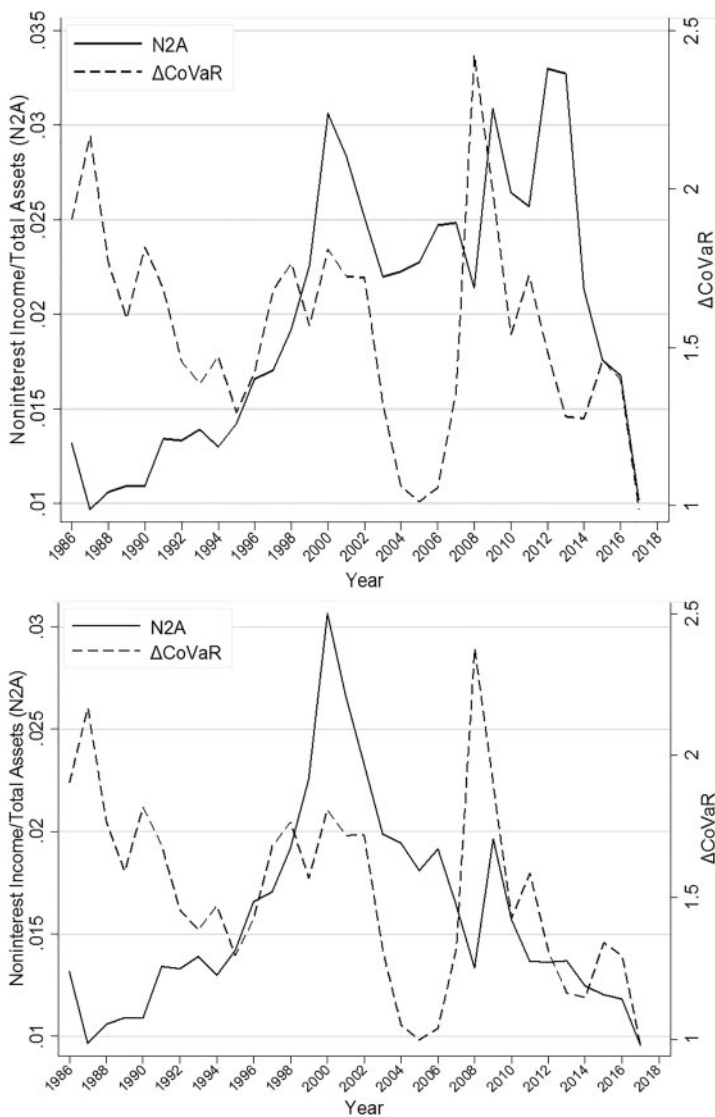 N2A
ΔCoVaR
Noninterest Income/Total Assets (N2A)
.035
.03
.025
.02
.015
.01
2.5
2
1.5
1
ΔCoVaR
1986 1988 1990 1992 1994 1996 1998 2000 2002 2004 2006 2008 2010 2012 2014 2016 2018
Year
N2A
ΔCoVaR
Noninterest Income/Total Assets (N2A)
.03
.025
.02
.015
.01
2.5
2
1.5
1
ΔCoVaR
1986 1988 1990 1992 1994 1996 1998 2000 2002 2004 2006 2008 2010 2012 2014 2016 2018
Year